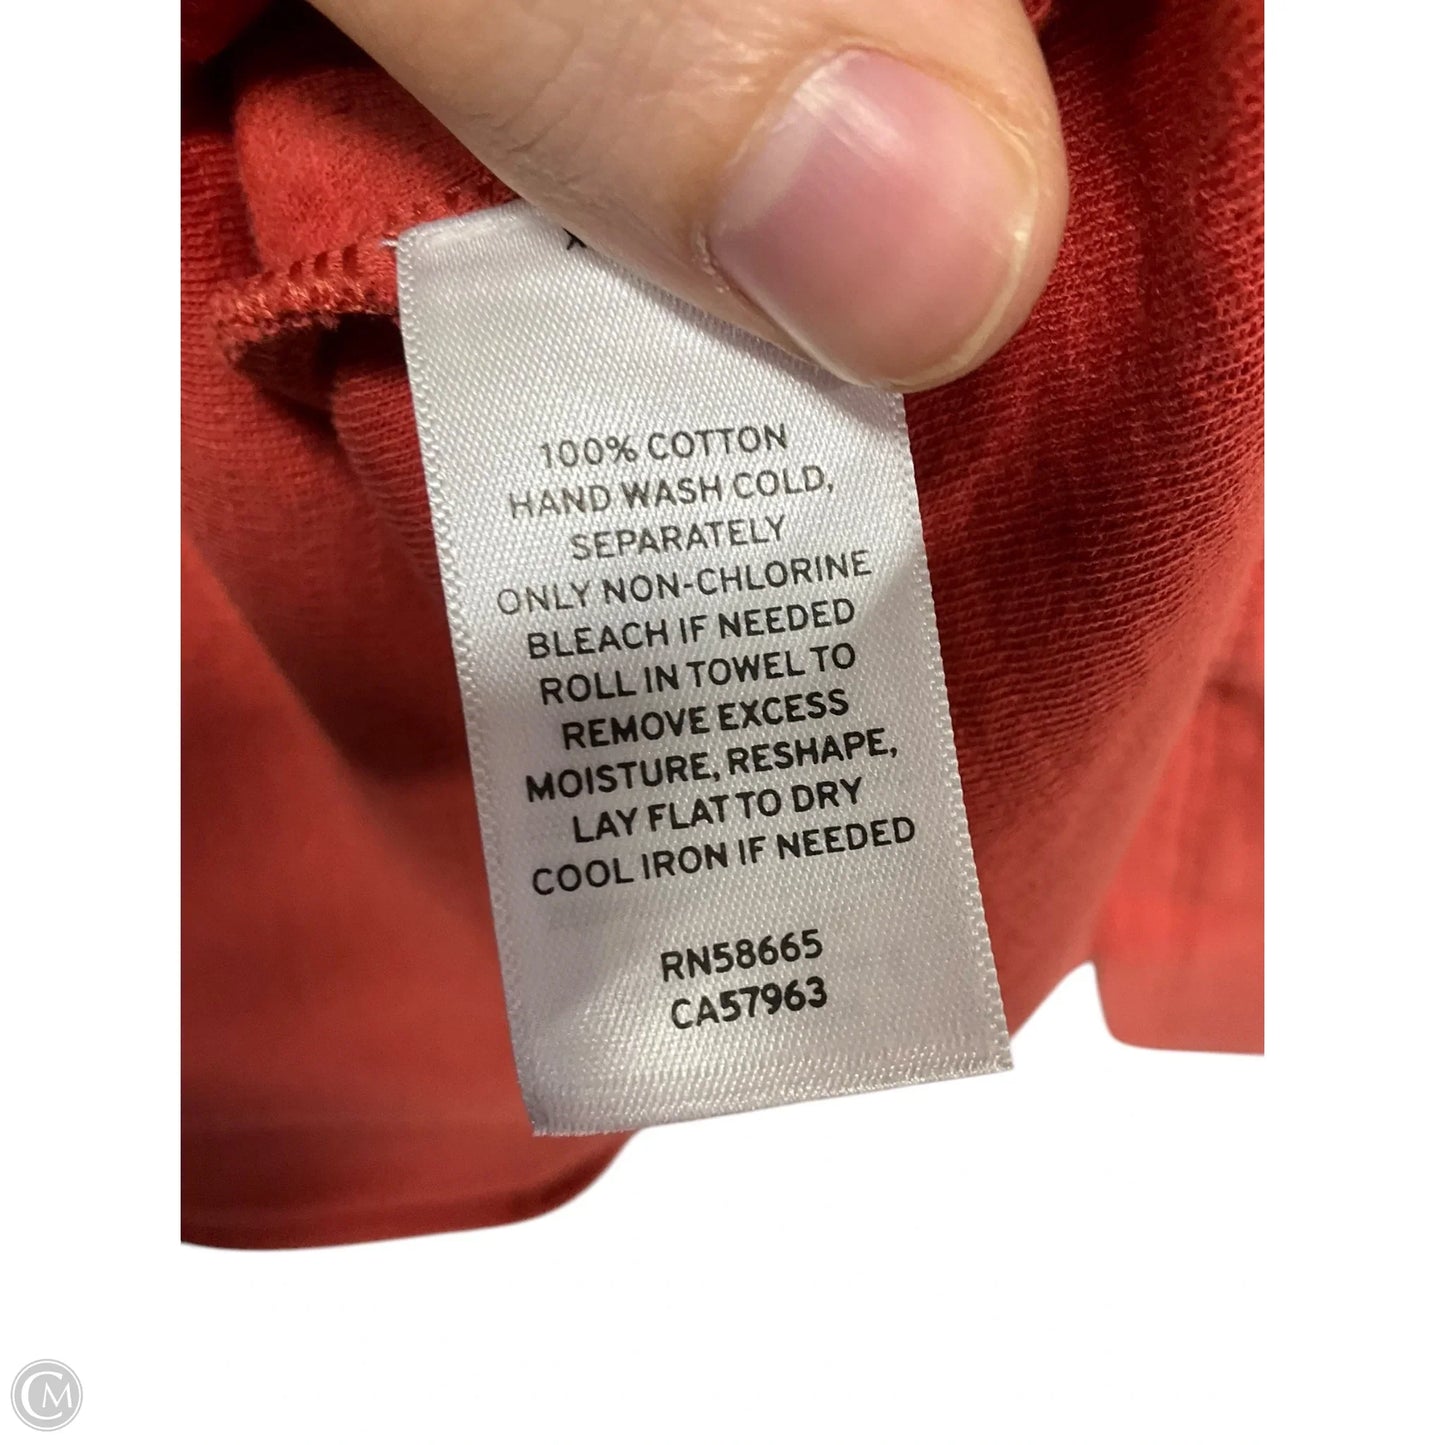 100% COTTON
HAND WASH COLD,
SEPARATELY
ONLY NON-CHLORINE
BLEACH IF NEEDED
ROLL IN TOWEL TO
REMOVE EXCESS
MOISTURE, RESHAPE,
LAY FLAT TO DRY
COOL IRON IF NEEDED
RN58665
CA57963
CM